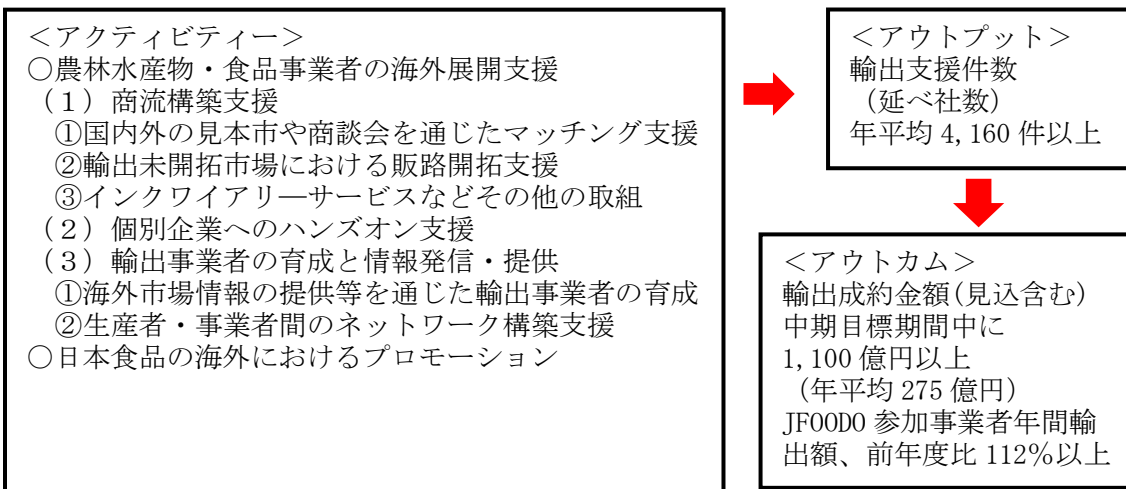 ＜アクティビティー＞
○農林水産物・食品事業者の海外展開支援
（１）商流構築支援
①国内外の見本市や商談会を通じたマッチング支援
②輸出未開拓市場における販路開拓支援
③インクワイアリ―サービスなどその他の取組
（２）個別企業へのハンズオン支援
（３）輸出事業者の育成と情報発信・提供
①海外市場情報の提供等を通じた輸出事業者の育成
②生産者・事業者間のネットワーク構築支援
○日本食品の海外におけるプロモーション
＜アウトプット＞
輸出支援件数
（延べ社数）
年平均 4,160 件以上
＜アウトカム＞
輸出成約金額(見込含む)
中期目標期間中に
1,100 億円以上
（年平均 275 億円）
JFOODO 参加事業者年間輸
出額、前年度比 112％以上